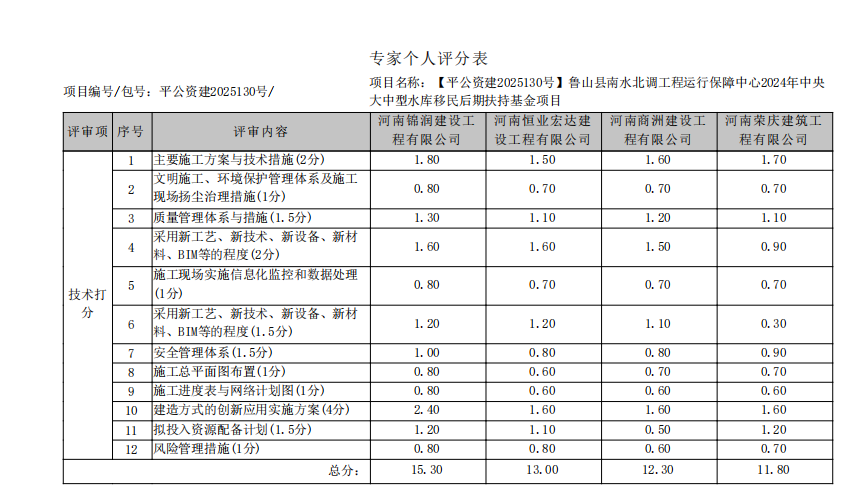 专家个人评分表
项目编号/包号: 平公资建2025130号/
项目名称: 【平公资建2025130号】鲁山县南水北调工程运行保障中心2024年中央
大中型水库移民后期扶持基金项目
评审项 序号 评审内容 河南锦润建设工程有限公司 河南恒业宏达建设工程有限公司 河南商洲建设工程有限公司 河南荣庆建筑工程有限公司
技术打分
1 主要施工方案与技术措施(2分) 1.80 1.50 1.60 1.70
2 文明施工、环境保护管理体系及施工
现场扬尘治理措施(1分) 0.80 0.70 0.70 0.70
3 质量管理体系与措施(1.5分) 1.30 1.10 1.20 1.10
4 采用新工艺、新技术、新设备、新材
料、BIM等的程度(2分) 1.60 1.60 1.50 0.90
5 施工现场实施信息化监控和数据处理
(1分) 0.80 0.70 0.70 0.70
6 采用新工艺、新技术、新设备、新材
料、BIM等的程度(1.5分) 1.20 1.20 1.10 0.30
7 安全管理体系(1.5分) 1.00 0.80 0.80 0.90
8 施工总平面图布置(1分) 0.80 0.60 0.70 0.70
9 施工进度表与网络计划图(1分) 0.80 0.60 0.60 0.60
10 建造方式的创新应用实施方案(4分) 2.40 1.60 1.60 1.60
11 拟投入资源配备计划(1.5分) 1.20 1.10 0.50 1.20
12 风险管理措施(1分) 0.80 0.80 0.60 0.70
总分: 15.30 13.00 12.30 11.80